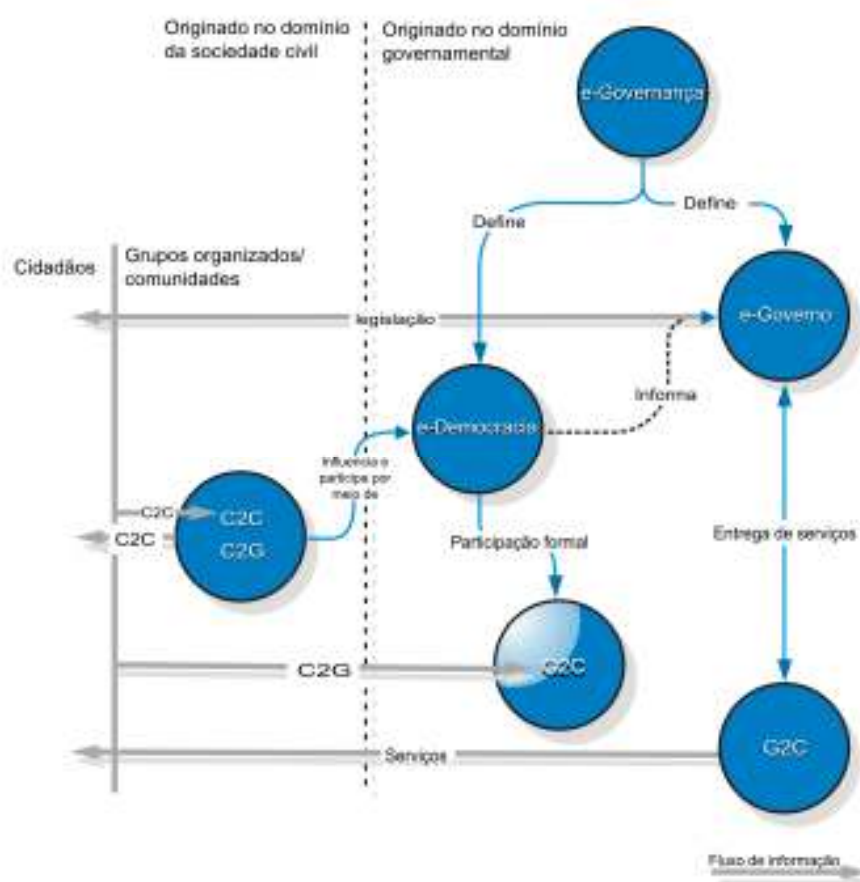 Originado no domínio
da sociedade civil
Originado no domínio
governamental
e-Governança
Define
Define
Cidadãos
Grupos organizados/
comunidades
legislação
e-Governo
Informa
e-Democracia
Influencia e
participa por
meio de
C2C
C2C
C2C
C2G
Participação formal
Entrega de serviços
C2G
G2C
Serviços
G2C
Fluxo de informação